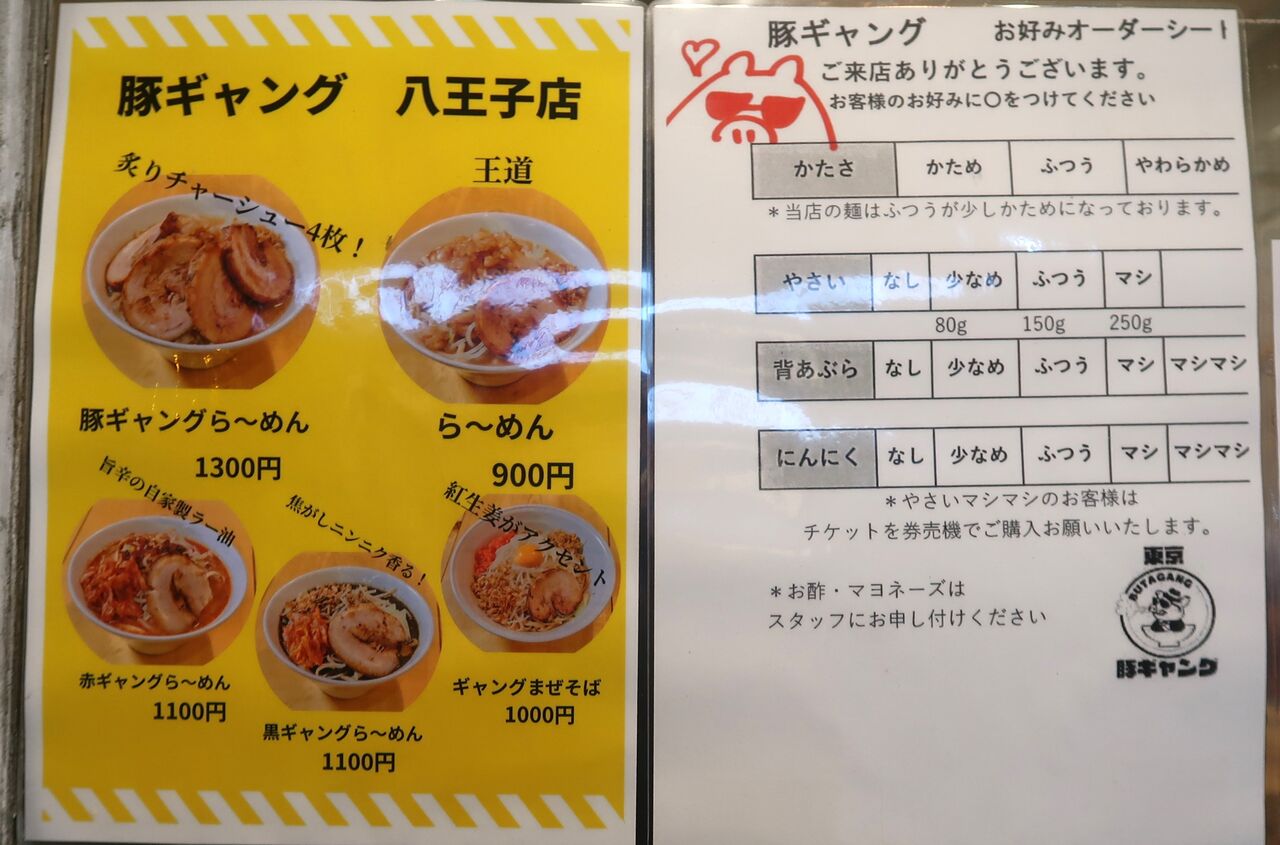 豚ギャング 八王子店
炙りチャーシュー4枚！
王道
豚ギャングら～めん
1300円
ら～めん
900円
旨辛の自家製ラー油
焦がしニンニク香る！
紅生姜がアクセント
赤ギャングら～めん
1100円
黒ギャングら～めん
1100円
ギャングまぜそば
1000円
豚ギャング お好みオーダーシート
ご来店ありがとうございます。
お客様のお好みに〇をつけてください
かたさ かため ふつう やわらかめ
＊当店の麺はふつうが少しかためになっております。
やさい なし 少なめ ふつう マシ
80g 150g 250g
背あぶら なし 少なめ ふつう マシ マシマシ
にんにく なし 少なめ ふつう マシ マシマシ
＊やさいマシマシのお客様は
チケットを券売機でご購入お願いいたします。
＊お酢・マヨネーズは
スタッフにお申し付けください
東京
BUTAGANG
豚ギャング